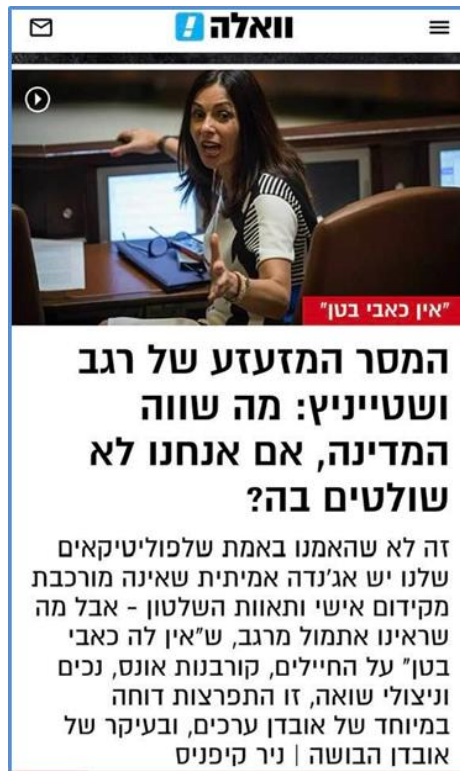 וואלה!
"אין כאבי בטן"
המסר המזעזע של רגב
ושטייניץ: מה שווה
המדינה, אם אנחנו לא
שולטים בה?
זה לא שהאמנו באמת שלפוליטיקאים
שלנו יש אג'נדה אמיתית שאינה מורכבת
מקידום אישי ותאוות השלטון - אבל מה
שראינו אתמול מרגב, ש"אין לה כאבי
בטן" על החיילים, קורבנות אונס, נכים
וניצולי שואה, זו התפרצות דוחה
במיוחד של אובדן ערכים, ובעיקר של
אובדן הבושה | ניר קיפניס